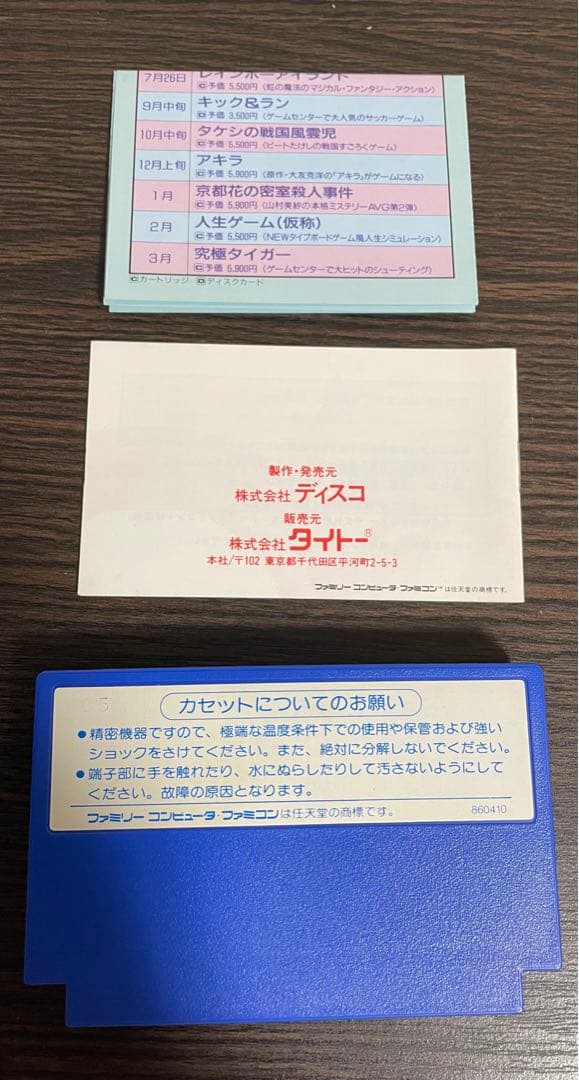 7月26日
レインボーアイランド
C予価 5,500円(虹の魔法のマジカル・ファンタジー・アクション)
9月中旬
キック&ラン
C予価 3,500円(ゲームセンターで大人気のサッカーゲーム)
10月中旬
タケシの戦国風雲児
C予価 5,500円(ビートたけしの戦国すごろくゲーム)
12月上旬
アキラ
C予価 5,900円(原作・大友克洋の「アキラ」がゲームになる)
1月
京都花の密室殺人事件
C予価 5,900円(山村美紗の本格ミステリーAVG第2弾)
2月
人生ゲーム(仮称)
C予価 5,500円(NEWタイプボードゲーム風人生シミュレーション)
3月
究極タイガー
C予価 5,900円(ゲームセンターで大ヒットのシューティング)
Cカートリッジ Dディスクカード
製作・発売元
株式会社 ディスコ
販売元
株式会社 タイトー®
本社/〒102 東京都千代田区平河町2-5-3
ファミリー コンピュータ・ファミコン™は任天堂の商標です。
カセットについてのお願い
●精密機器ですので、極端な温度条件下での使用や保管および強い
ショックをさけてください。また、絶対に分解しないでください。
●端子部に手を触れたり、水にぬらしたりして汚さないようにして
ください。故障の原因となります。
ファミリー コンピュータ・ファミコンは任天堂の商標です。
860410